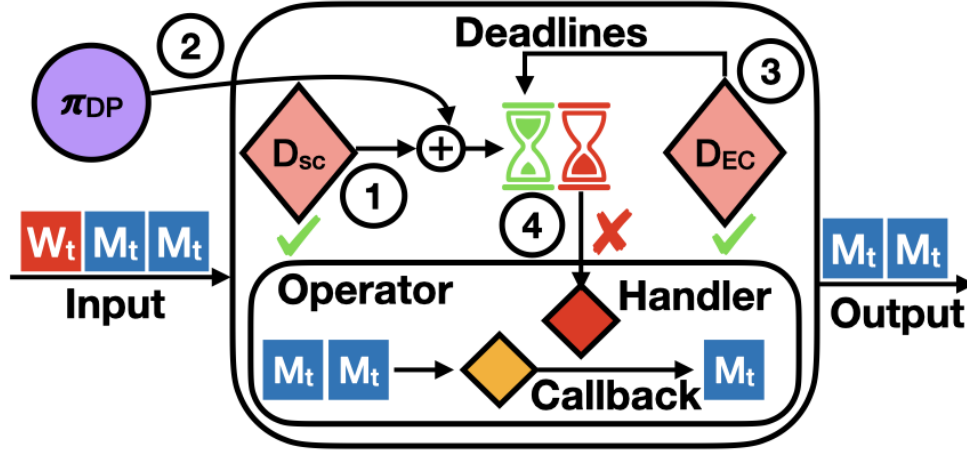 Deadlines
2
3
πDP
DSC
+
DEC
1
4
Wt Mt Mt
Input
Mt Mt
Output
Operator
Handler
Mt Mt
Mt
Callback